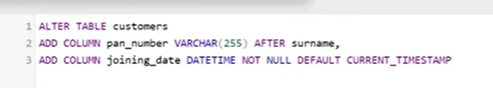 1 ALTER TABLE customers
2 ADD COLUMN pan_number VARCHAR(255) AFTER surname,
3 ADD COLUMN joining_date DATETIME NOT NULL DEFAULT CURRENT_TIMESTAMP